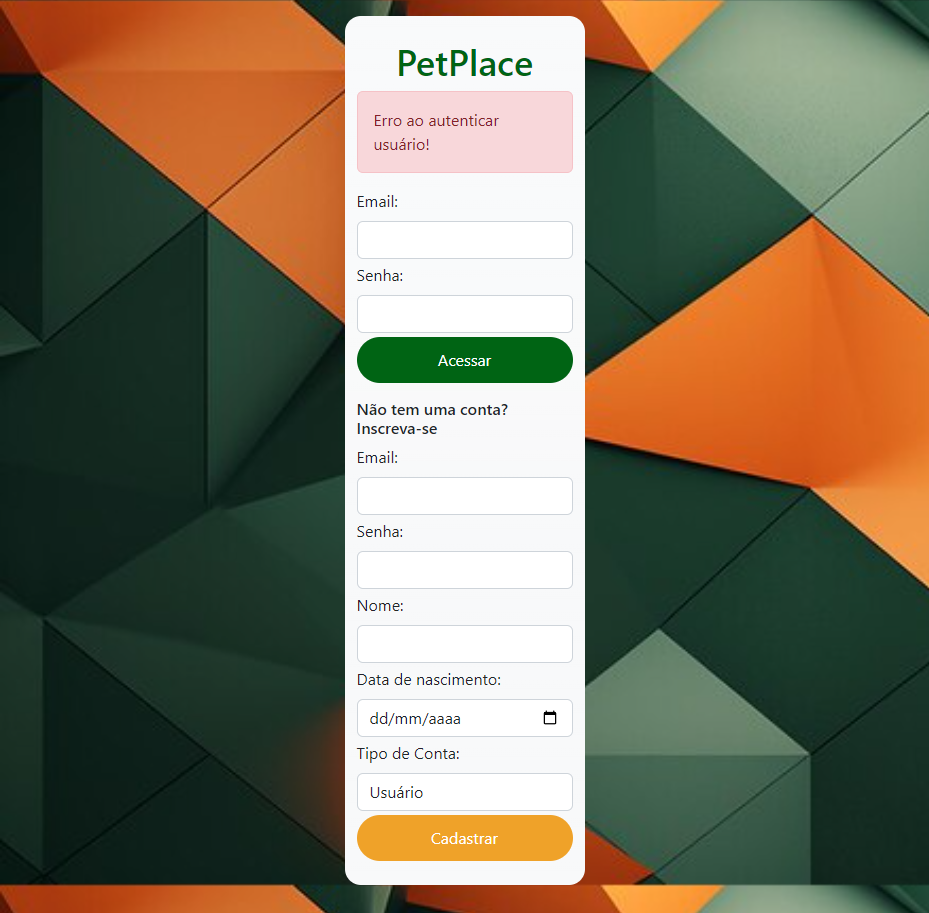 PetPlace
Erro ao autenticar
usuário!
Email:
Senha:
Acessar
Não tem uma conta?
Inscreva-se
Email:
Senha:
Nome:
Data de nascimento:
dd/mm/aaaa
Tipo de Conta:
Usuário
Cadastrar